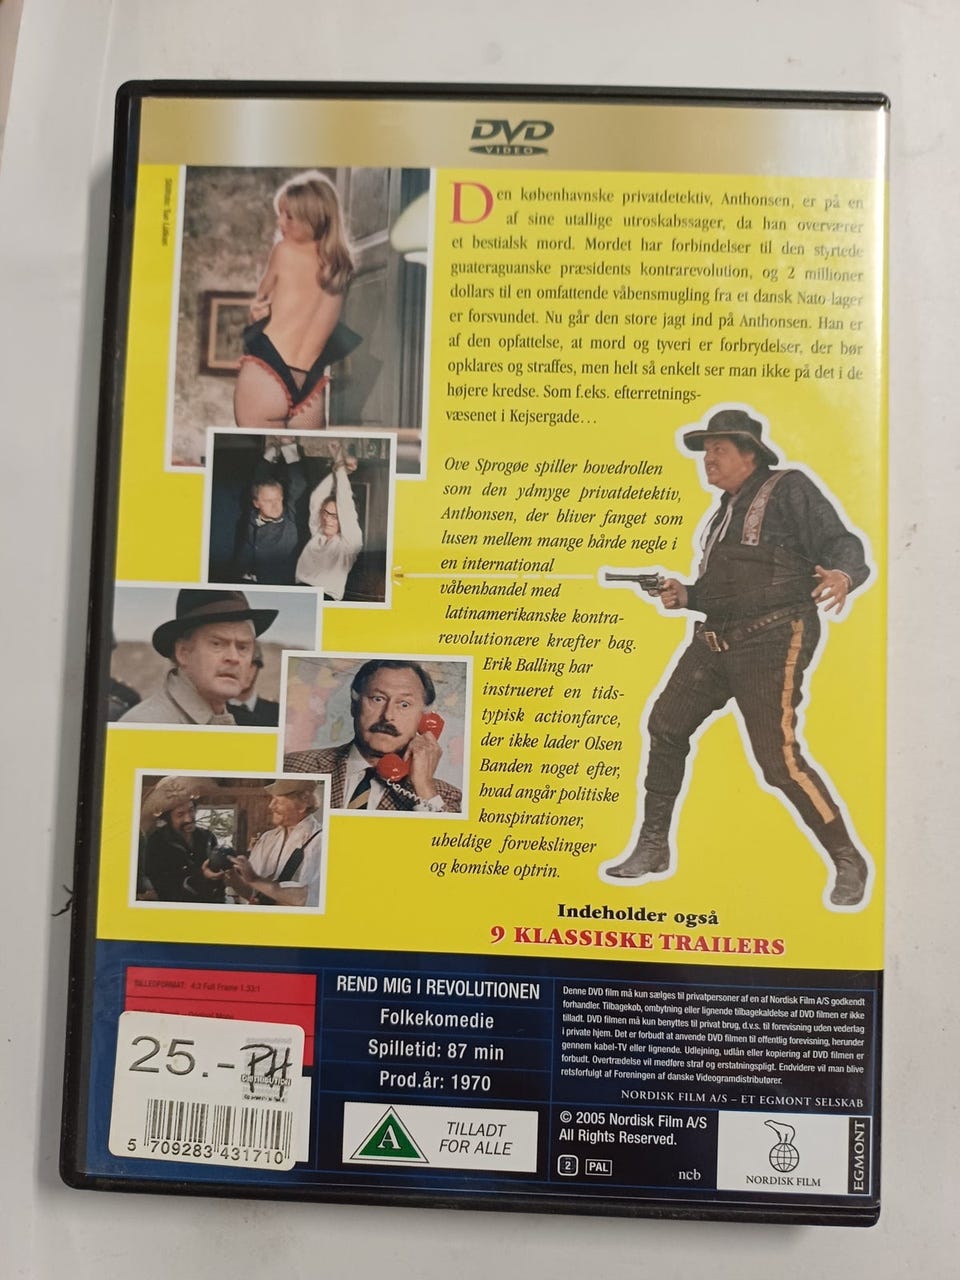 DVD
VIDEO
Den københavnske privatdetektiv, Anthonsen, er på en
af sine utallige utroskabssager, da han overværer
et bestialsk mord. Mordet har forbindelser til den styrtede
guateraguanske præsidents kontrarevolution, og 2 millioner
dollars til en omfattende våbensmugling fra et dansk Nato-lager
er forsvundet. Nu går den store jagt ind på Anthonsen. Han er
af den opfattelse, at mord og tyveri er forbrydelser, der bør
opklares og straffes, men helt så enkelt ser man ikke på det i de
højere kredse. Som f.eks. efterretnings-
væsenet i Kejsergade...
Ove Sprogøe spiller hovedrollen
som den ydmyge privatdetektiv,
Anthonsen, der bliver fanget som
lusen mellem mange hårde negle i
en international
våbenhandel med
latinamerikanske kontra-
revolutionære kræfter bag.
Erik Balling har
instrueret en tids-
typisk actionfarce,
der ikke lader Olsen
Banden noget efter,
hvad angår politiske
konspirationer,
uheldige forvekslinger
og komiske optrin.
Indeholder også
9 KLASSISKE TRAILERS
BILLEDFORMAT: 4:3 Full Frame 1.33:1
REND MIG I REVOLUTIONEN
Folkekomedie
Spilletid: 87 min
Prod.år: 1970
A
TILLADT
FOR ALLE
25.-
PH
DISTRIBUTION
5 709283 431710
Denne DVD film må kun sælges til privatpersoner af en af Nordisk Film A/S godkendt
forhandler. Tilbagekøb, ombytning eller lignende tilbagekaldelse af DVD filmen er ikke
tilladt. DVD filmen må kun benyttes til privat brug, d.v.s. til forevisning uden vederlag
i private hjem. Det er forbudt at anvende DVD filmen til offentlig forevisning, herunder
gennem kabel-TV eller lignende. Udlejning, udlån eller kopiering af DVD filmen er
forbudt. Overtrædelse vil medføre straf og erstatningspligt. Endvidere vil man blive
retsforfulgt af Foreningen af danske Videogramdistributører.
NORDISK FILM A/S – ET EGMONT SELSKAB
© 2005 Nordisk Film A/S
All Rights Reserved.
2 PAL
ncb
NORDISK FILM
EGMONT